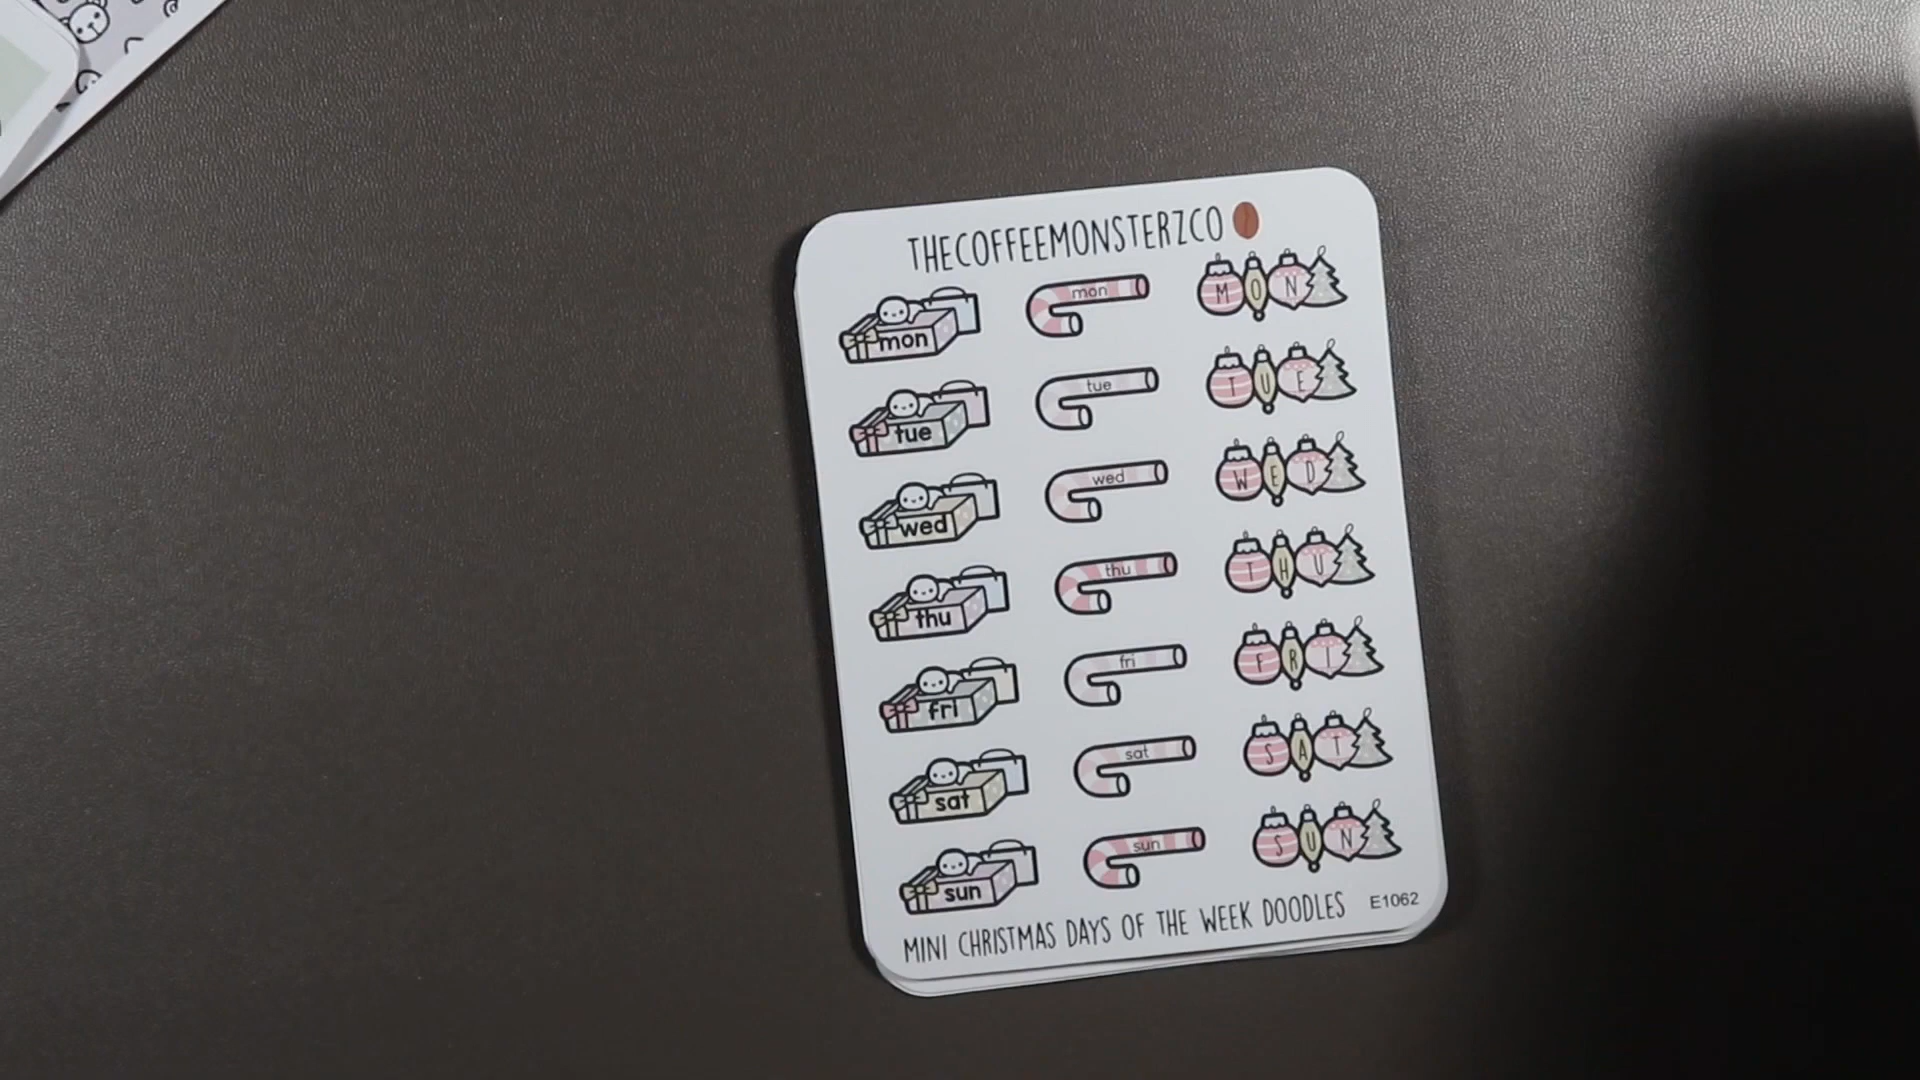 THECOFFEEMONSTERZCO
mon mon MON
tue tue TUE
wed wed WED
thu thu THU
fri fri FRI
sat sat SAT
sun sun SUN
MINI CHRISTMAS DAYS OF THE WEEK DOODLES E1062